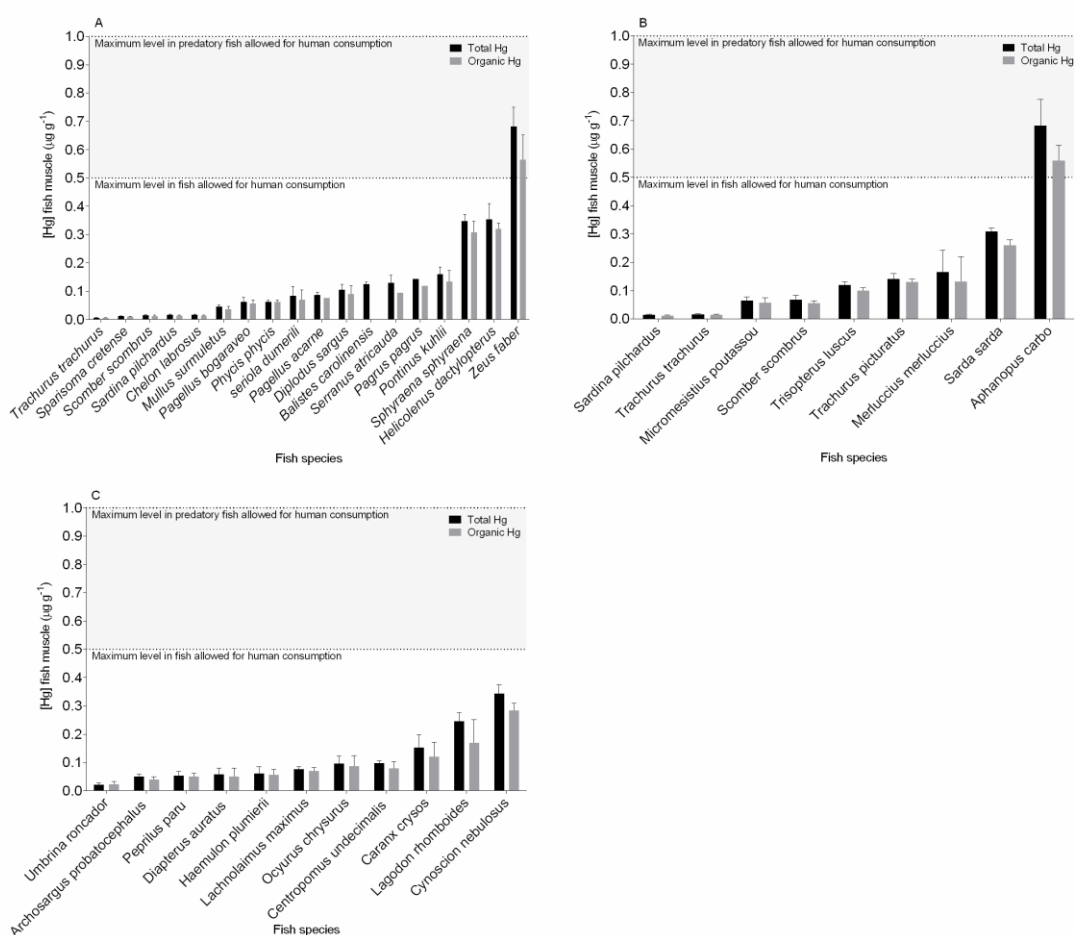 A
1.0
Maximum level in predatory fish allowed for human consumption
Total Hg
Organic Hg
0.9
0.8
0.7
0.6
0.5
Maximum level in fish allowed for human consumption
0.4
0.3
0.2
0.1
0.0
[Hg] fish muscle (µg g⁻¹)
Trachurus trachurus
Sparisoma cretense
Scomber scombrus
Sardina pilchardus
Chelon labrosus
Mullus surmuletus
Pagellus bogaraveo
Phycis phycis
seriola dumerili
Pagellus acarne
Diplodus sargus
Balistes carolinensis
Serranus atricauda
Pagrus pagrus
Pontinus kuhlii
Sphyraena sphyraena
Helicolenus dactylopterus
Zeus faber
Fish species
B
1.0
Maximum level in predatory fish allowed for human consumption
Total Hg
Organic Hg
0.9
0.8
0.7
0.6
0.5
Maximum level in fish allowed for human consumption
0.4
0.3
0.2
0.1
0.0
[Hg] fish muscle (µg g⁻¹)
Sardina pilchardus
Trachurus trachurus
Micromesistius poutassou
Scomber scombrus
Trisopterus luscus
Trachurus picturatus
Merluccius merluccius
Sarda sarda
Aphanopus carbo
Fish species
C
1.0
Maximum level in predatory fish allowed for human consumption
Total Hg
Organic Hg
0.9
0.8
0.7
0.6
0.5
Maximum level in fish allowed for human consumption
0.4
0.3
0.2
0.1
0.0
[Hg] fish muscle (µg g⁻¹)
Umbrina roncador
Archosargus probatocephalus
Peprilus paru
Diapterus auratus
Haemulon plumierii
Lachnolaimus maximus
Ocyurus chrysurus
Centropomus undecimalis
Caranx crysos
Lagodon rhomboides
Cynoscion nebulosus
Fish species